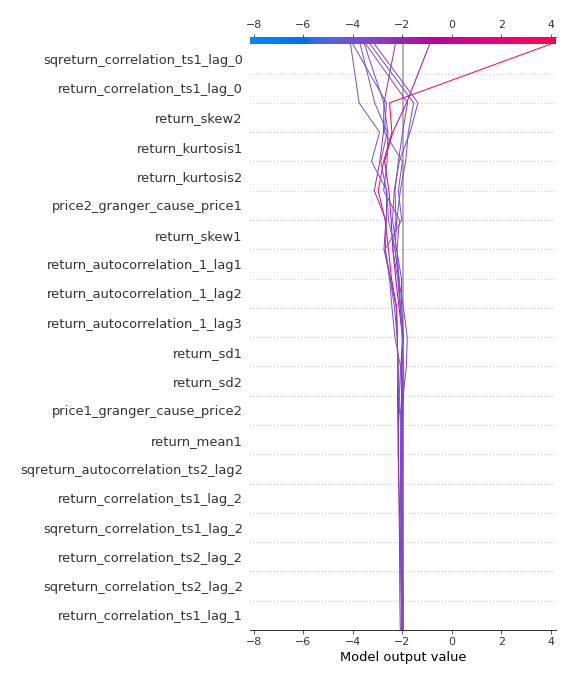 −8 −6 −4 −2 0 2 4
sqreturn_correlation_ts1_lag_0
return_correlation_ts1_lag_0
return_skew2
return_kurtosis1
return_kurtosis2
price2_granger_cause_price1
return_skew1
return_autocorrelation_1_lag1
return_autocorrelation_1_lag2
return_autocorrelation_1_lag3
return_sd1
return_sd2
price1_granger_cause_price2
return_mean1
sqreturn_autocorrelation_ts2_lag2
return_correlation_ts1_lag_2
sqreturn_correlation_ts1_lag_2
return_correlation_ts2_lag_2
sqreturn_correlation_ts2_lag_2
return_correlation_ts1_lag_1
−8 −6 −4 −2 0 2 4
Model output value